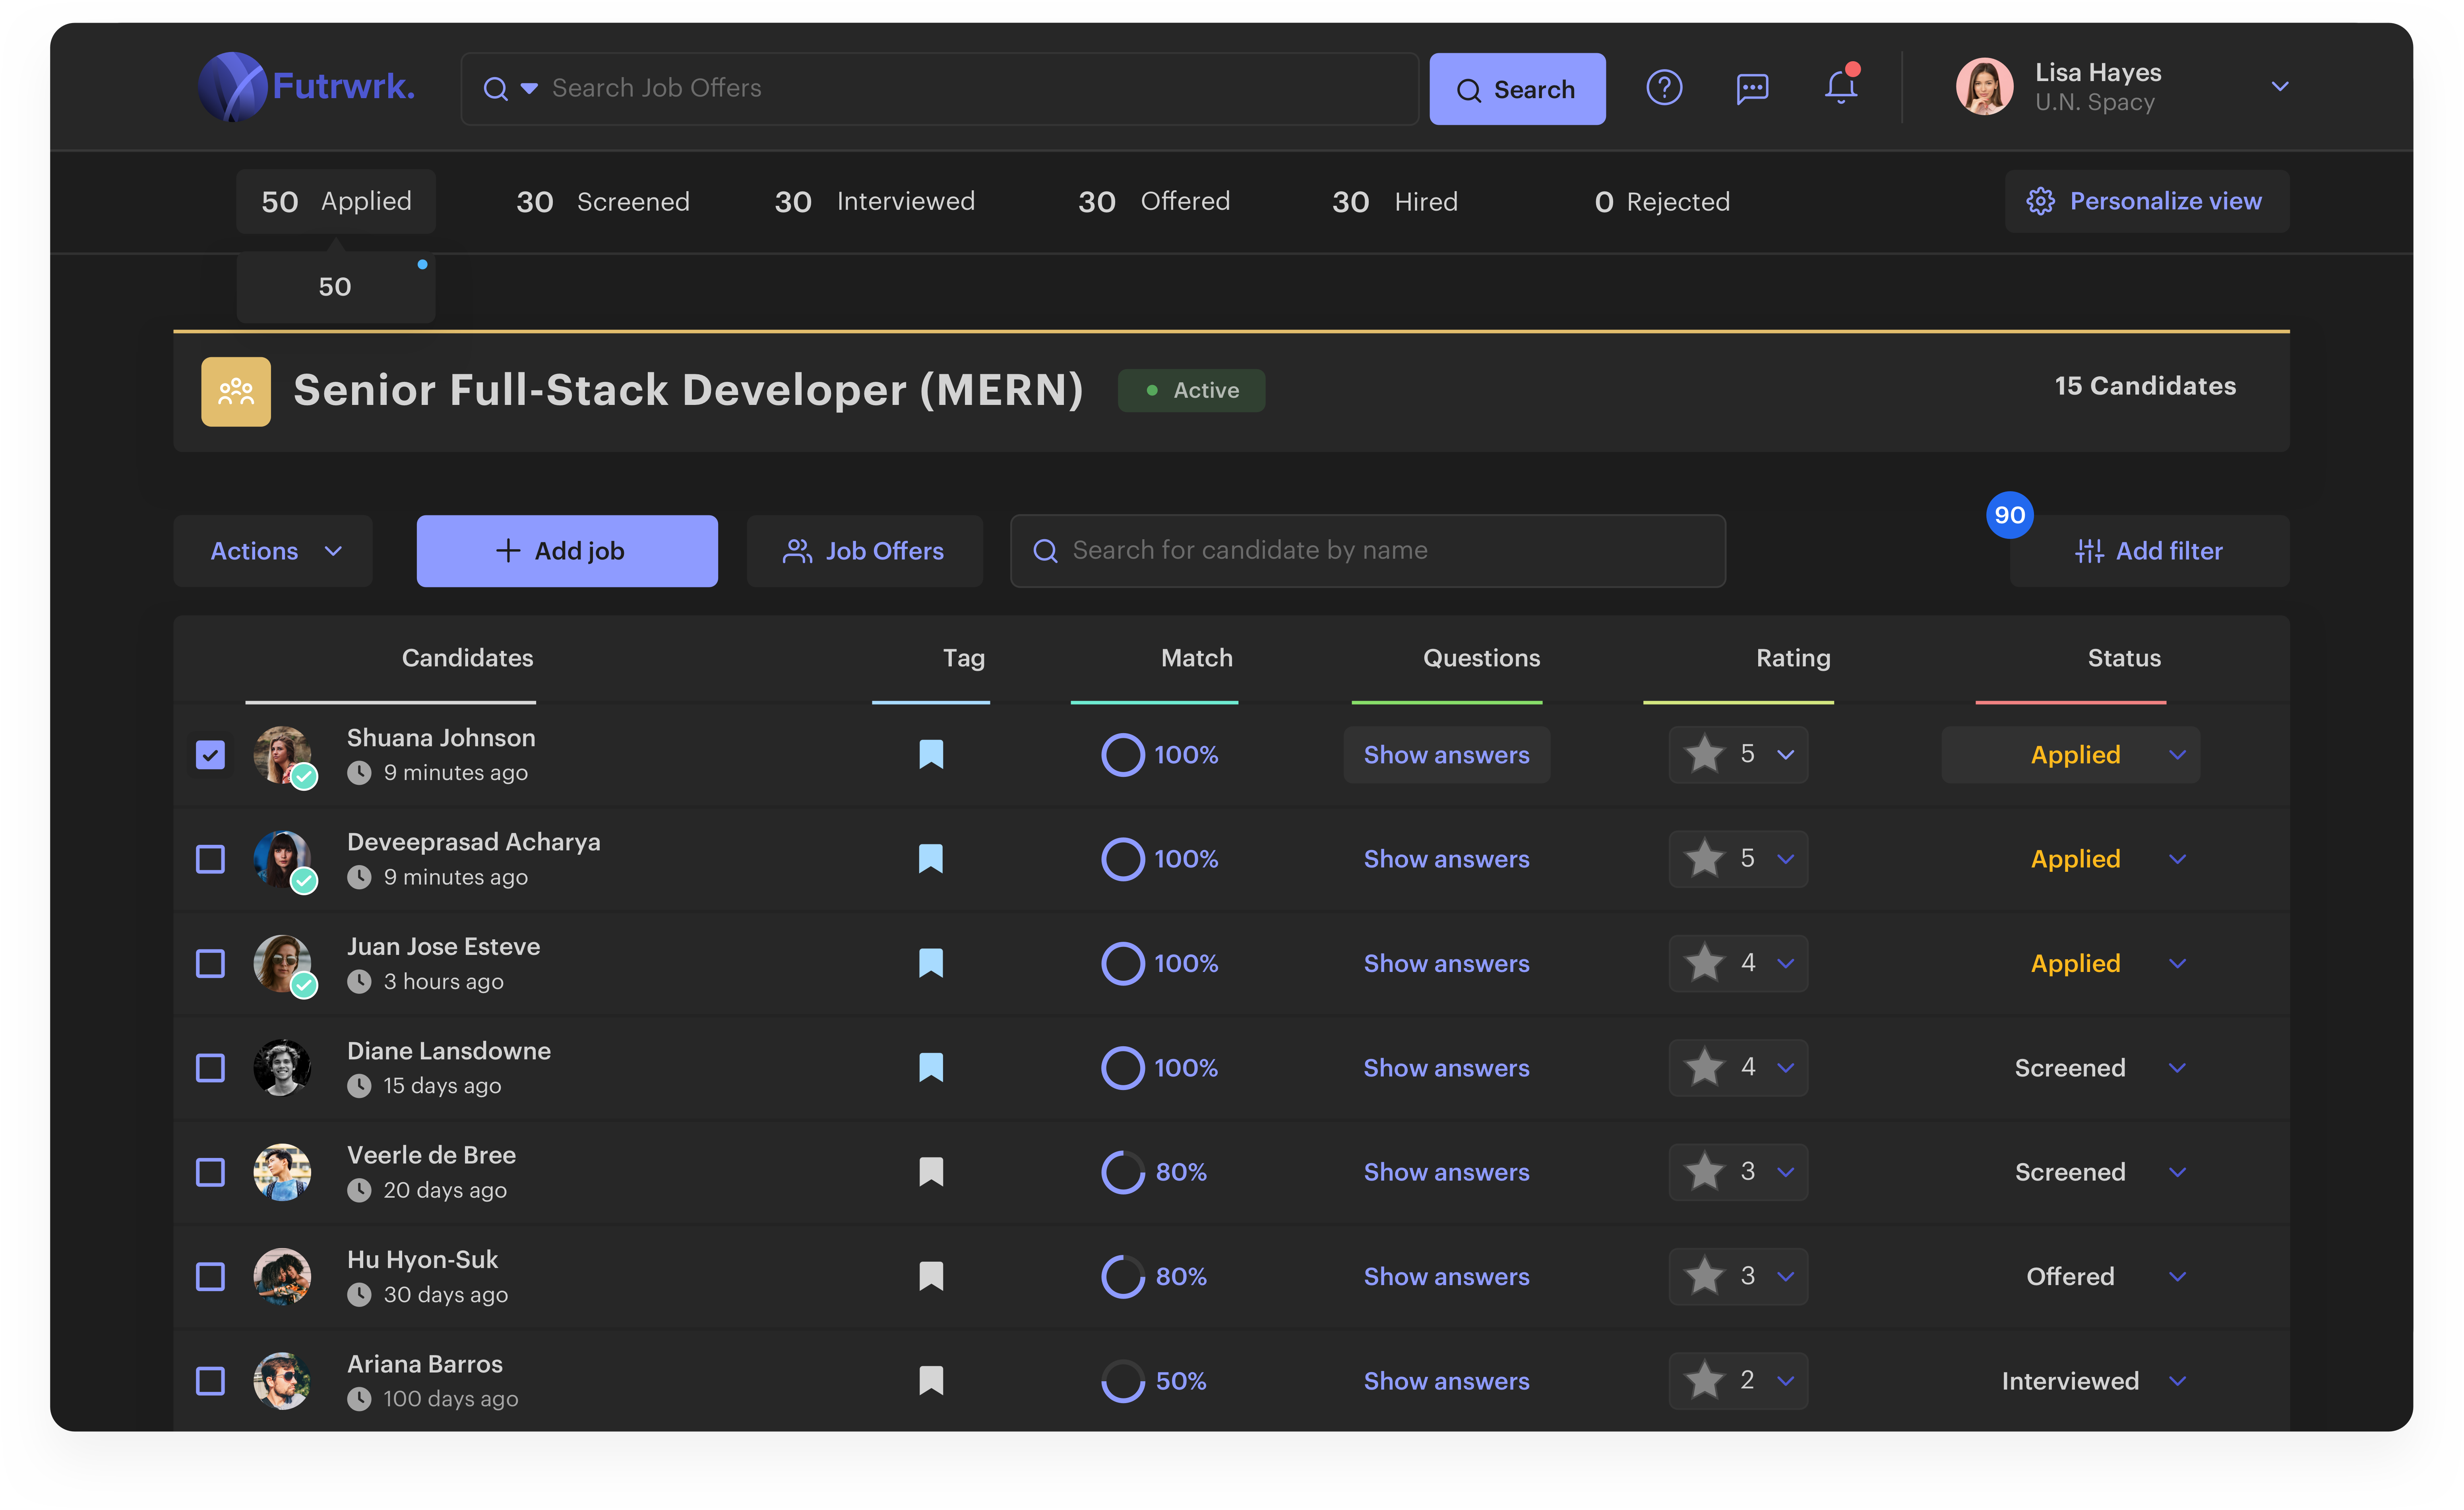 Futrwrk.
Search Job Offers
Search
Lisa Hayes
U.N. Spacy
50 Applied
30 Screened
30 Interviewed
30 Offered
30 Hired
0 Rejected
Personalize view
50
Senior Full-Stack Developer (MERN)
Active
15 Candidates
Actions
Add job
Job Offers
Search for candidate by name
90
Add filter
Candidates Tag Match Questions Rating Status
Shuana Johnson
9 minutes ago
100% Show answers 5 Applied
Deveeprasad Acharya
9 minutes ago
100% Show answers 5 Applied
Juan Jose Esteve
3 hours ago
100% Show answers 4 Applied
Diane Lansdowne
15 days ago
100% Show answers 4 Screened
Veerle de Bree
20 days ago
80% Show answers 3 Screened
Hu Hyon-Suk
30 days ago
80% Show answers 3 Offered
Ariana Barros
100 days ago
50% Show answers 2 Interviewed